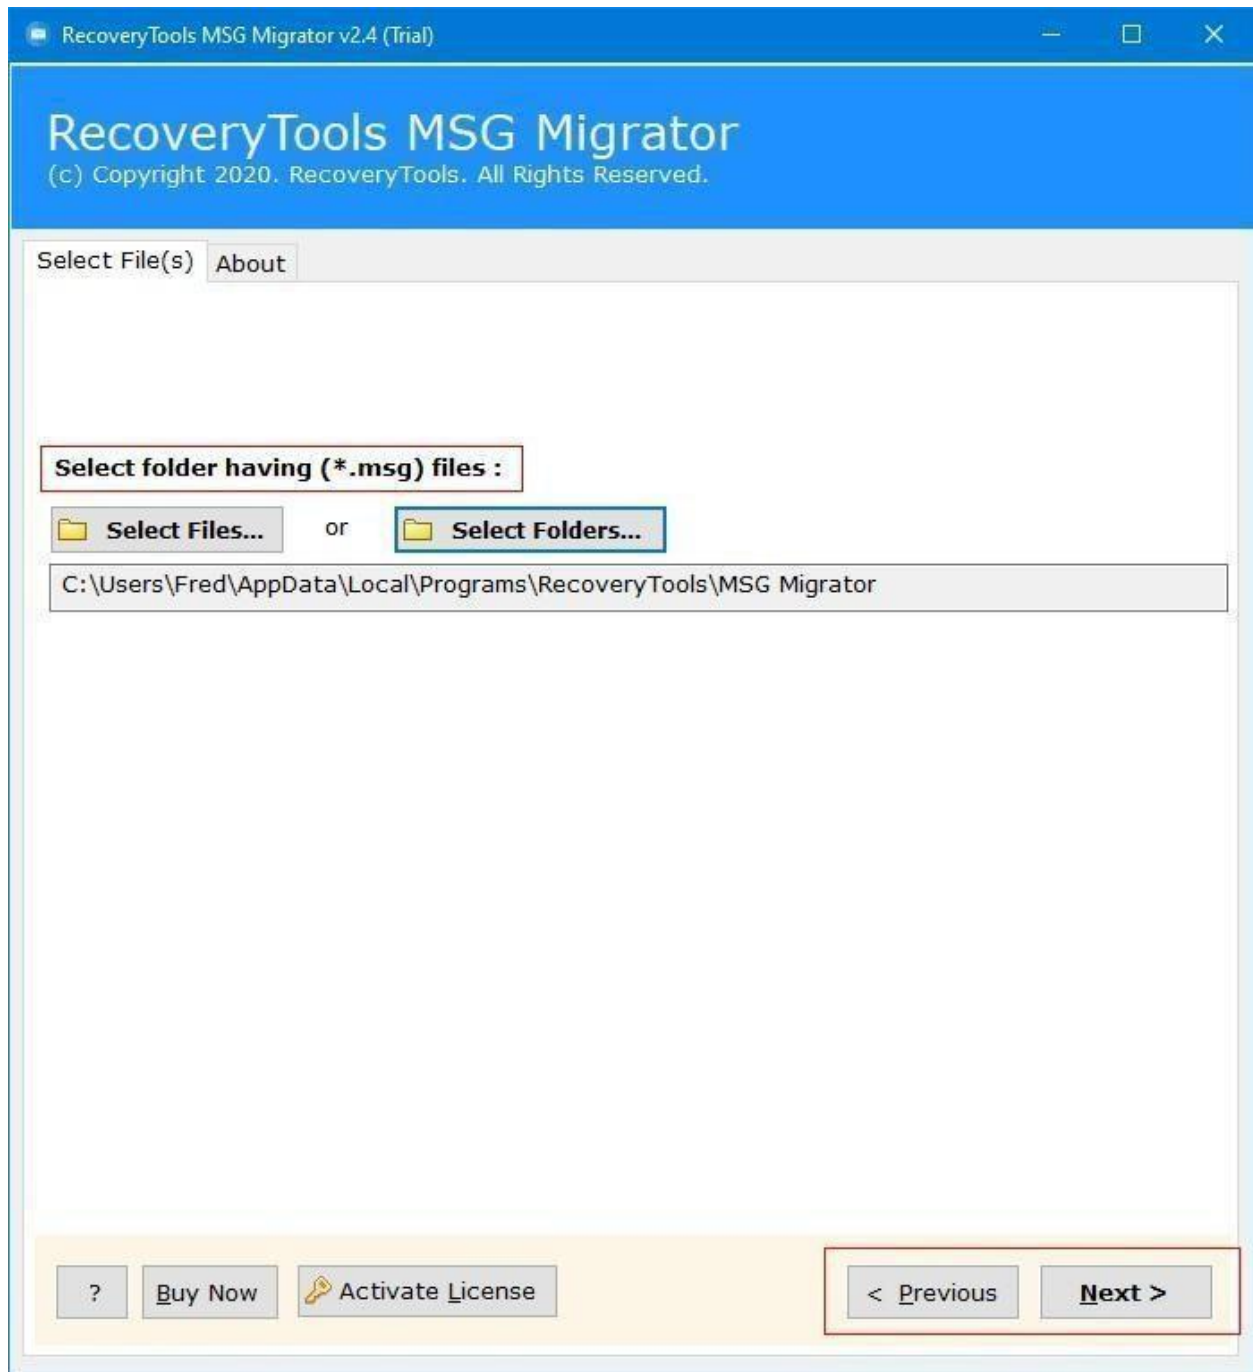 RecoveryTools MSG Migrator v2.4 (Trial)
RecoveryTools MSG Migrator
(c) Copyright 2020. RecoveryTools. All Rights Reserved.
Select File(s) About
Select folder having (*.msg) files :
Select Files... or Select Folders...
C:\Users\Fred\AppData\Local\Programs\RecoveryTools\MSG Migrator
? Buy Now Activate License < Previous Next >